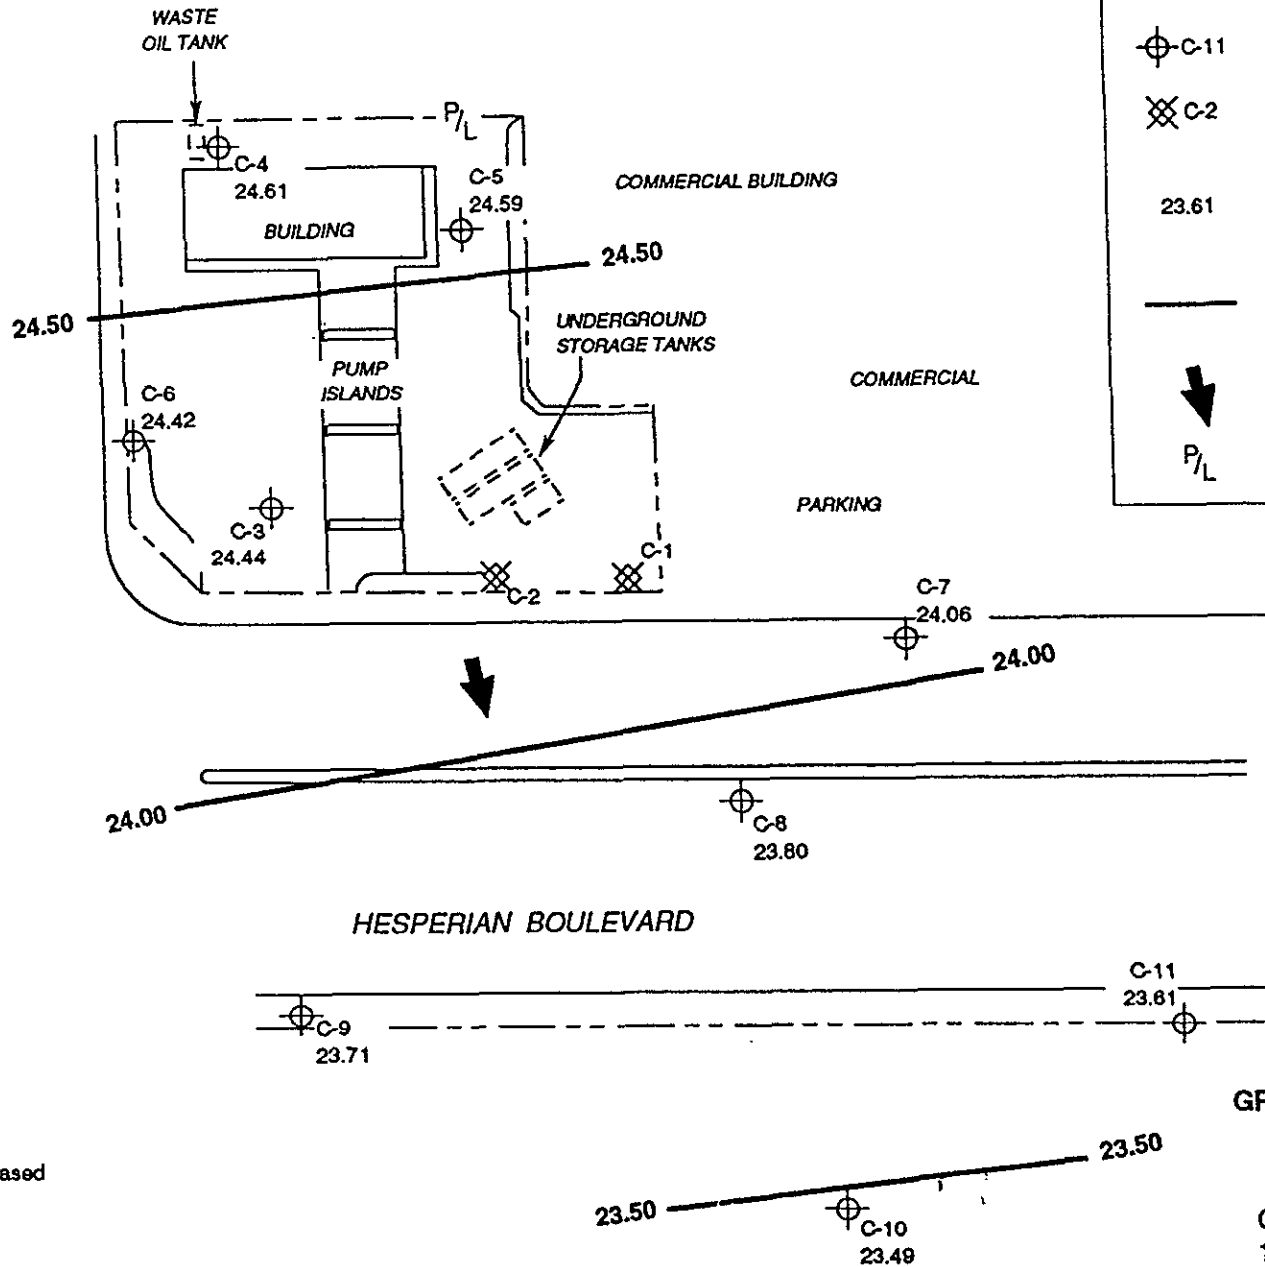 WASTE
OIL TANK
P/L
C-4
24.61
C-5
24.59
BUILDING
COMMERCIAL BUILDING
24.50
24.50
UNDERGROUND
STORAGE TANKS
PUMP
ISLANDS
COMMERCIAL
C-6
24.42
PARKING
C-3
24.44
C-1
C-2
C-7
24.06
24.00
24.00
C-8
23.80
HESPERIAN BOULEVARD
C-11
23.61
C-9
23.71
23.50
23.50
C-10
23.49
C-11
C-2
23.61
P/L
ased